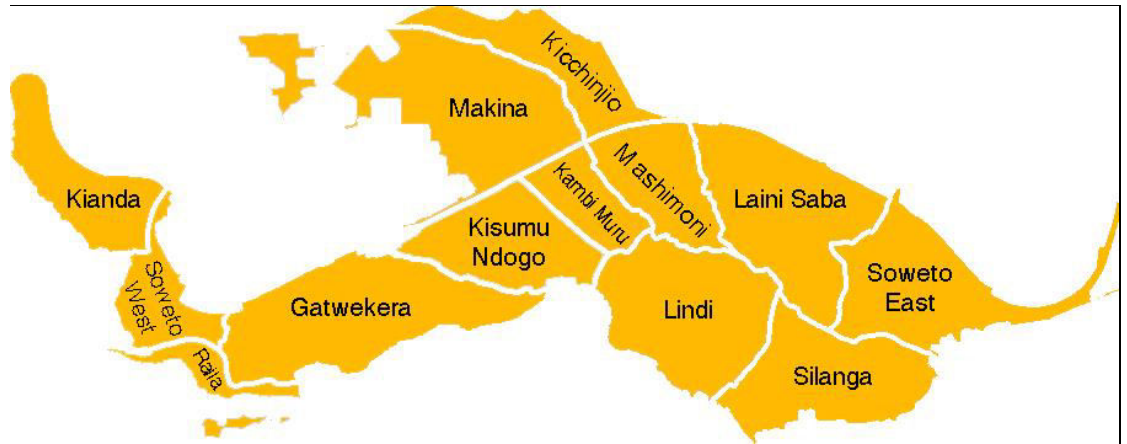 Kicchinjio
Makina
Kianda
Kambi Muru
Mashimoni
Laini Saba
Kisumu
Ndogo
Soweto
West
Soweto
East
Gatwekera
Lindi
Raila
Silanga